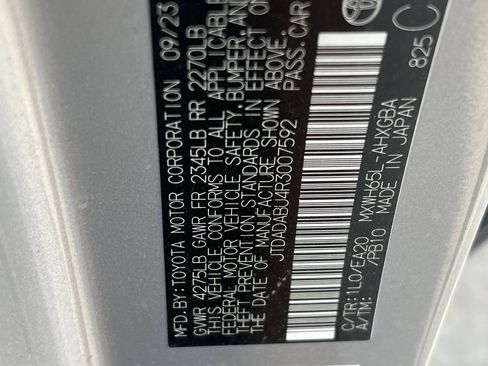 MFD.BY:TOYOTA MOTOR CORPORATION 09/23
GVWR 4275LB GAWR FR 2345LB RR 2270LB
THIS VEHICLE CONFORMS TO ALL APPLICABLE
FEDERAL MOTOR VEHICLE SAFETY, BUMPER, AND
THEFT PREVENTION STANDARDS IN EFFECT ON
THE DATE OF MANUFACTURE SHOWN ABOVE.
JTDADABU4R3007592 PASS. CAR
C/TR:1L0/EA20 MXWH65L-AHXGBA
A/TM: /PB10 MADE IN JAPAN
825
C